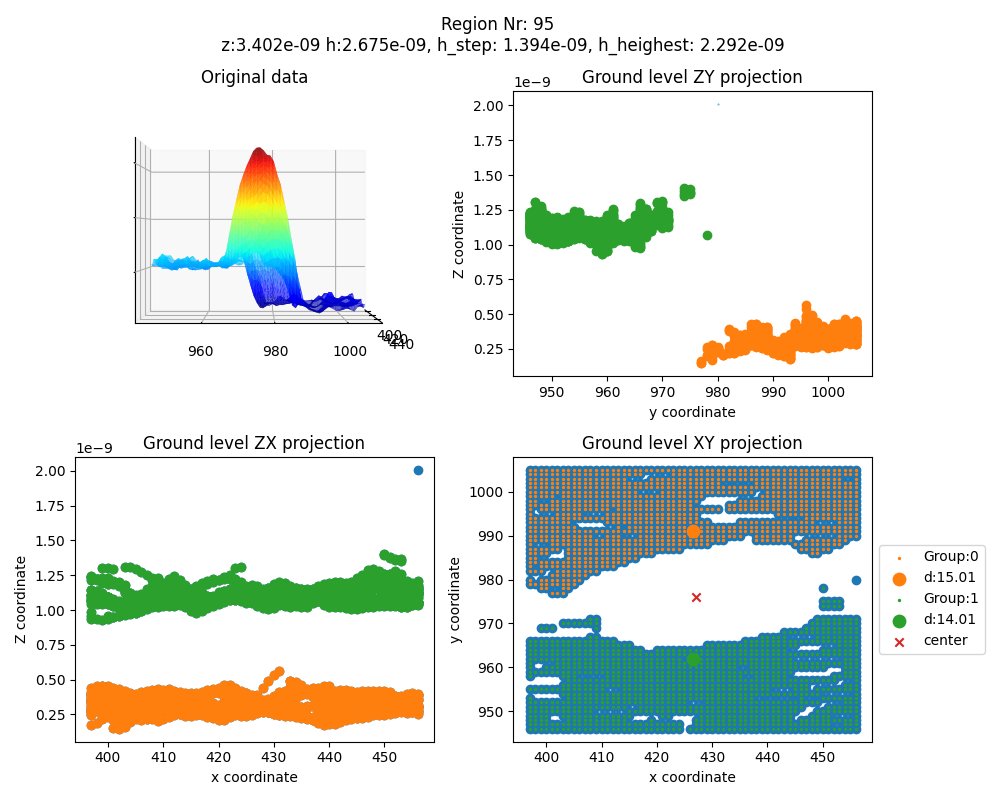 Region Nr: 95
z:3.402e-09 h:2.675e-09, h_step: 1.394e-09, h_heighest: 2.292e-09
Original data
960
980
1000
400
420
440
Ground level ZY projection
1e−9
2.00
1.75
1.50
1.25
1.00
0.75
0.50
0.25
Z coordinate
950
960
970
980
990
1000
y coordinate
Ground level ZX projection
1e−9
2.00
1.75
1.50
1.25
1.00
0.75
0.50
0.25
Z coordinate
400
410
420
430
440
450
x coordinate
Ground level XY projection
1000
990
980
970
960
950
y coordinate
400
410
420
430
440
450
x coordinate
Group:0
d:15.01
Group:1
d:14.01
center